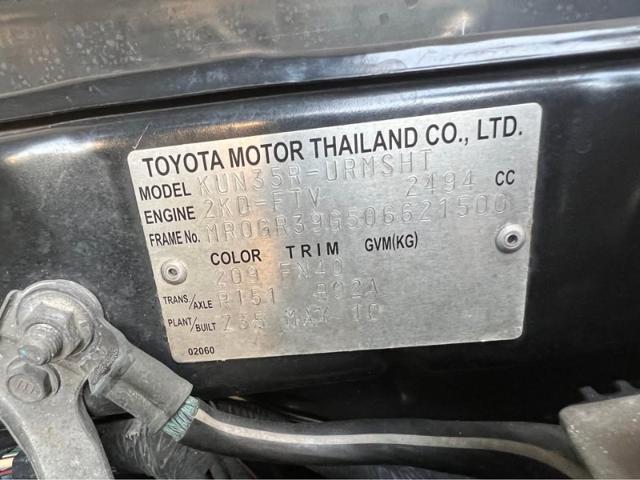 TOYOTA MOTOR THAILAND CO., LTD.
MODEL KUN35R-URMSHT
ENGINE 2KD-FTV 2494 CC
FRAME No. MR0GR39G506621500
COLOR TRIM GVM(KG)
209 FN40
TRANS/AXLE R151 B02A
PLANT/BUILT Z35 MAY 10
02060